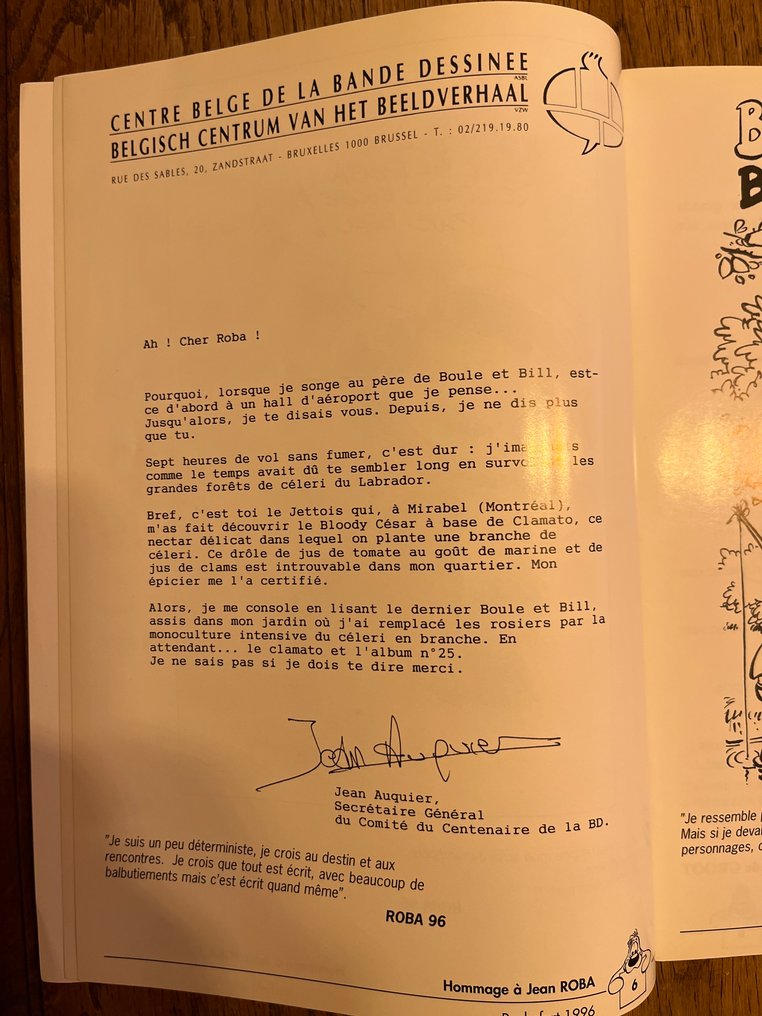 CENTRE BELGE DE LA BANDE DESSINEE
ASBL
BELGISCH CENTRUM VAN HET BEELDVERHAAL
VZW
RUE DES SABLES, 20, ZANDSTRAAT - BRUXELLES 1000 BRUSSEL - T. : 02/219.19.80
Ah ! Cher Roba !
Pourquoi, lorsque je songe au père de Boule et Bill, est-
ce d'abord à un hall d'aéroport que je pense...
Jusqu'alors, je te disais vous. Depuis, je ne dis plus
que tu.
Sept heures de vol sans fumer, c'est dur :
comme le temps avait dû te sembler long en les
grandes forêts de céleri du Labrador.
Bref, c'est toi le Jettois qui, à Mirabel (Montréal),
m'as fait découvrir le Bloody César à base de Clamato, ce
nectar délicat dans lequel on plante une branche de
céleri. Ce drôle de jus de tomate au goût de marine et de
jus de clams est introuvable dans mon quartier. Mon
épicier me l'a certifié.
Alors, je me console en lisant le dernier Boule et Bill,
assis dans mon jardin où j'ai remplacé les rosiers par la
monoculture intensive du céleri en branche. En
attendant... le clamato et l'album n°25.
Je ne sais pas si je dois te dire merci.
Jean Auquier
Jean Auquier,
Secrétaire Général
du Comité du Centenaire de la BD.
"Je suis un peu déterministe, je crois au destin et aux
rencontres. Je crois que tout est écrit, avec beaucoup de
balbutiements mais c'est écrit quand même".
ROBA 96
Hommage à Jean ROBA
6
1996
"Je ressemble
Mais si je
personnages,